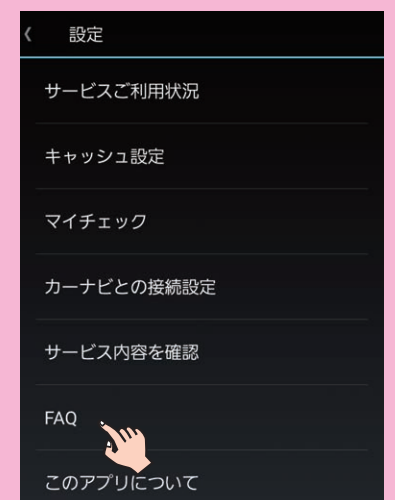 設定
サービスご利用状況
キャッシュ設定
マイチェック
カーナビとの接続設定
サービス内容を確認
FAQ
このアプリについて